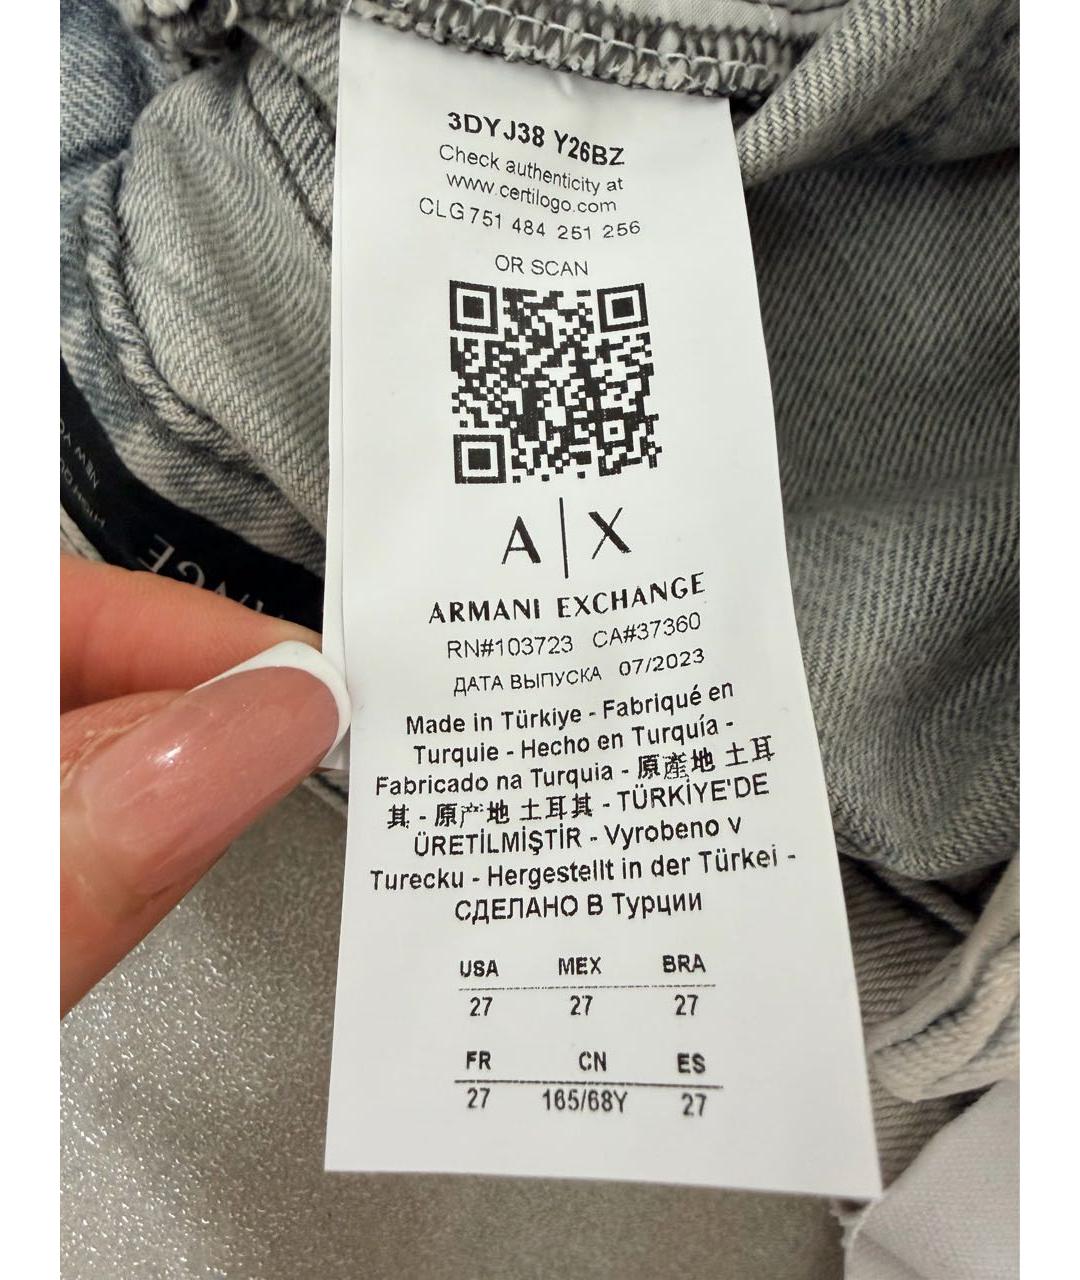 3DYJ38 Y26BZ
Check authenticity at
www.certilogo.com
CLG751 484 251 256
OR SCAN
A|X
ARMANI EXCHANGE
RN#103723 CA#37360
ДАТА ВЫПУСКА 07/2023
Made in Türkiye - Fabriqué en
Turquie - Hecho en Turquía -
Fabricado na Turquia - 原產地 土耳
其 - 原产地 土耳其 - TÜRKİYE'DE
ÜRETİLMİŞTİR - Vyrobeno v
Turecku - Hergestellt in der Türkei -
СДЕЛАНО В Турции
USA MEX BRA
27 27 27
FR CN ES
27 165/68Y 27